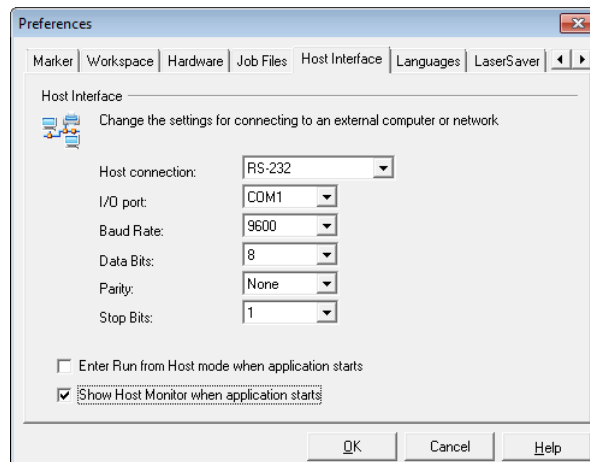 Preferences
Marker Workspace Hardware Job Files Host Interface Languages LaserSaver
Host Interface
Change the settings for connecting to an external computer or network
Host connection: RS-232
I/O port: COM1
Baud Rate: 9600
Data Bits: 8
Parity: None
Stop Bits: 1
Enter Run from Host mode when application starts
Show Host Monitor when application starts
OK Cancel Help